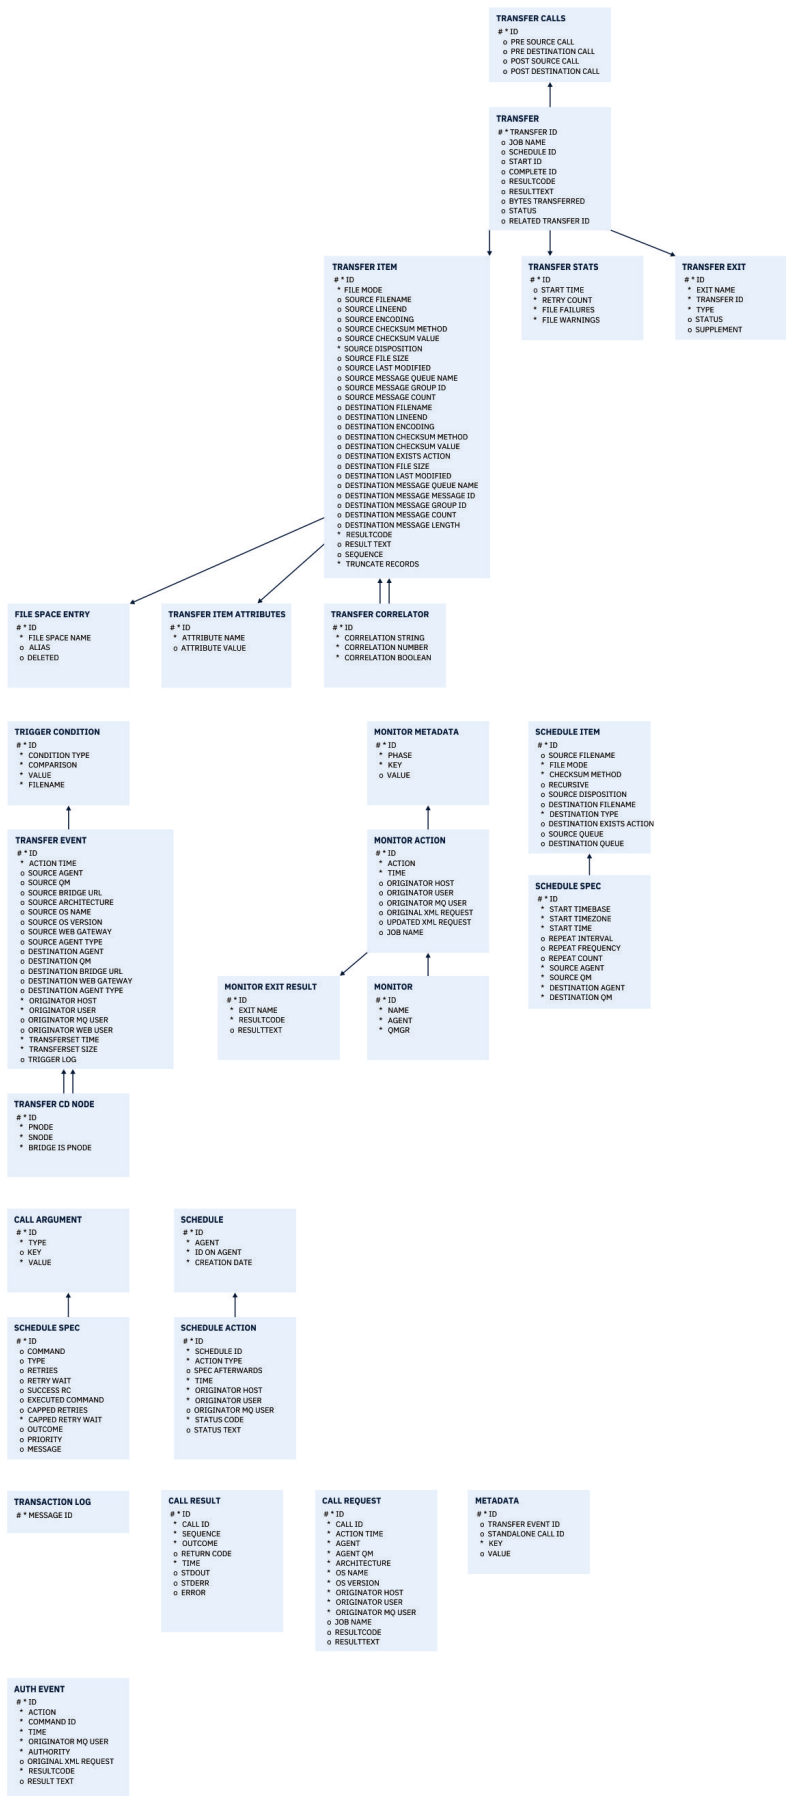 TRANSFER CALLS
# * ID
o PRE SOURCE CALL
o PRE DESTINATION CALL
o POST SOURCE CALL
o POST DESTINATION CALL
TRANSFER
# * TRANSFER ID
o JOB NAME
o SCHEDULE ID
o START ID
o COMPLETE ID
o RESULTCODE
o RESULTTEXT
o BYTES TRANSFERRED
o STATUS
o RELATED TRANSFER ID
TRANSFER ITEM
# * ID
* FILE MODE
o SOURCE FILENAME
o SOURCE LINEEND
o SOURCE ENCODING
o SOURCE CHECKSUM METHOD
o SOURCE CHECKSUM VALUE
* SOURCE DISPOSITION
o SOURCE FILE SIZE
o SOURCE LAST MODIFIED
o SOURCE MESSAGE QUEUE NAME
o SOURCE MESSAGE GROUP ID
o SOURCE MESSAGE COUNT
o DESTINATION FILENAME
o DESTINATION LINEEND
o DESTINATION ENCODING
o DESTINATION CHECKSUM METHOD
o DESTINATION CHECKSUM VALUE
o DESTINATION EXISTS ACTION
o DESTINATION FILE SIZE
o DESTINATION LAST MODIFIED
o DESTINATION MESSAGE QUEUE NAME
o DESTINATION MESSAGE MESSAGE ID
o DESTINATION MESSAGE GROUP ID
o DESTINATION MESSAGE COUNT
o DESTINATION MESSAGE LENGTH
* RESULTCODE
o RESULT TEXT
o SEQUENCE
* TRUNCATE RECORDS
TRANSFER STATS
# * ID
o START TIME
* RETRY COUNT
* FILE FAILURES
* FILE WARNINGS
TRANSFER EXIT
# * ID
* EXIT NAME
* TRANSFER ID
* TYPE
o STATUS
o SUPPLEMENT
FILE SPACE ENTRY
# * ID
* FILE SPACE NAME
o ALIAS
o DELETED
TRANSFER ITEM ATTRIBUTES
# * ID
* ATTRIBUTE NAME
o ATTRIBUTE VALUE
TRANSFER CORRELATOR
# * ID
* CORRELATION STRING
* CORRELATION NUMBER
* CORRELATION BOOLEAN
TRIGGER CONDITION
# * ID
* CONDITION TYPE
* COMPARISON
* VALUE
* FILENAME
TRANSFER EVENT
# * ID
* ACTION TIME
o SOURCE AGENT
o SOURCE QM
o SOURCE BRIDGE URL
o SOURCE ARCHITECTURE
o SOURCE OS NAME
o SOURCE OS VERSION
o SOURCE WEB GATEWAY
o SOURCE AGENT TYPE
o DESTINATION AGENT
o DESTINATION QM
o DESTINATION BRIDGE URL
o DESTINATION WEB GATEWAY
o DESTINATION AGENT TYPE
* ORIGINATOR HOST
* ORIGINATOR USER
o ORIGINATOR MQ USER
o ORIGINATOR WEB USER
* TRANSFERSET TIME
* TRANSFERSET SIZE
o TRIGGER LOG
TRANSFER CD NODE
# * ID
* PNODE
* SNODE
* BRIDGE IS PNODE
MONITOR METADATA
# * ID
* PHASE
* KEY
o VALUE
MONITOR ACTION
# * ID
* ACTION
* TIME
o ORIGINATOR HOST
o ORIGINATOR USER
o ORIGINATOR MQ USER
o ORIGINAL XML REQUEST
o UPDATED XML REQUEST
o JOB NAME
MONITOR EXIT RESULT
# * ID
* EXIT NAME
* RESULTCODE
o RESULTTEXT
MONITOR
# * ID
* NAME
* AGENT
* QMGR
SCHEDULE ITEM
# * ID
o SOURCE FILENAME
* FILE MODE
* CHECKSUM METHOD
o RECURSIVE
o SOURCE DISPOSITION
o DESTINATION FILENAME
* DESTINATION TYPE
o DESTINATION EXISTS ACTION
o SOURCE QUEUE
o DESTINATION QUEUE
SCHEDULE SPEC
# * ID
* START TIMEBASE
* START TIMEZONE
* START TIME
o REPEAT INTERVAL
o REPEAT FREQUENCY
o REPEAT COUNT
* SOURCE AGENT
* SOURCE QM
* DESTINATION AGENT
* DESTINATION QM
CALL ARGUMENT
# * ID
* TYPE
o KEY
* VALUE
SCHEDULE SPEC
# * ID
o COMMAND
o TYPE
o RETRIES
o RETRY WAIT
o SUCCESS RC
o EXECUTED COMMAND
o CAPPED RETRIES
* CAPPED RETRY WAIT
o OUTCOME
o PRIORITY
o MESSAGE
SCHEDULE
# * ID
* AGENT
* ID ON AGENT
* CREATION DATE
SCHEDULE ACTION
# * ID
* SCHEDULE ID
* ACTION TYPE
o SPEC AFTERWARDS
* TIME
* ORIGINATOR HOST
* ORIGINATOR USER
o ORIGINATOR MQ USER
* STATUS CODE
o STATUS TEXT
TRANSACTION LOG
# * MESSAGE ID
CALL RESULT
# * ID
* CALL ID
* SEQUENCE
* OUTCOME
o RETURN CODE
* TIME
o STDOUT
o STDERR
o ERROR
CALL REQUEST
# * ID
* CALL ID
* ACTION TIME
* AGENT
* AGENT QM
* ARCHITECTURE
* OS NAME
* OS VERSION
* ORIGINATOR HOST
* ORIGINATOR USER
* ORIGINATOR MQ USER
o JOB NAME
o RESULTCODE
o RESULTTEXT
METADATA
# * ID
o TRANSFER EVENT ID
o STANDALONE CALL ID
* KEY
o VALUE
AUTH EVENT
# * ID
* ACTION
* COMMAND ID
* TIME
* ORIGINATOR MQ USER
* AUTHORITY
o ORIGINAL XML REQUEST
* RESULTCODE
o RESULT TEXT